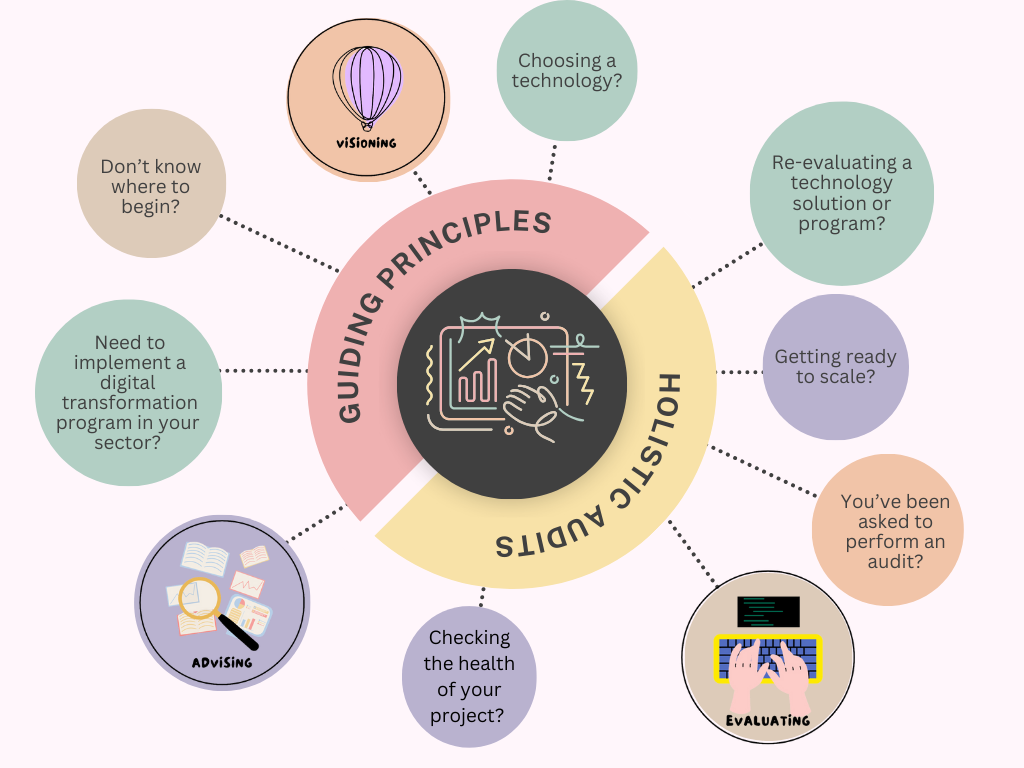 GUIDING PRINCIPLES
HOLISTIC AUDITS
ViSiONiNG
Choosing a
technology?
Don’t know
where to
begin?
Re-evaluating a
technology
solution or
program?
Need to
implement a
digital
transformation
program in your
sector?
Getting ready
to scale?
You’ve been
asked to
perform an
audit?
ADViSiNG
Checking
the health
of your
project?
EVALUATiNG